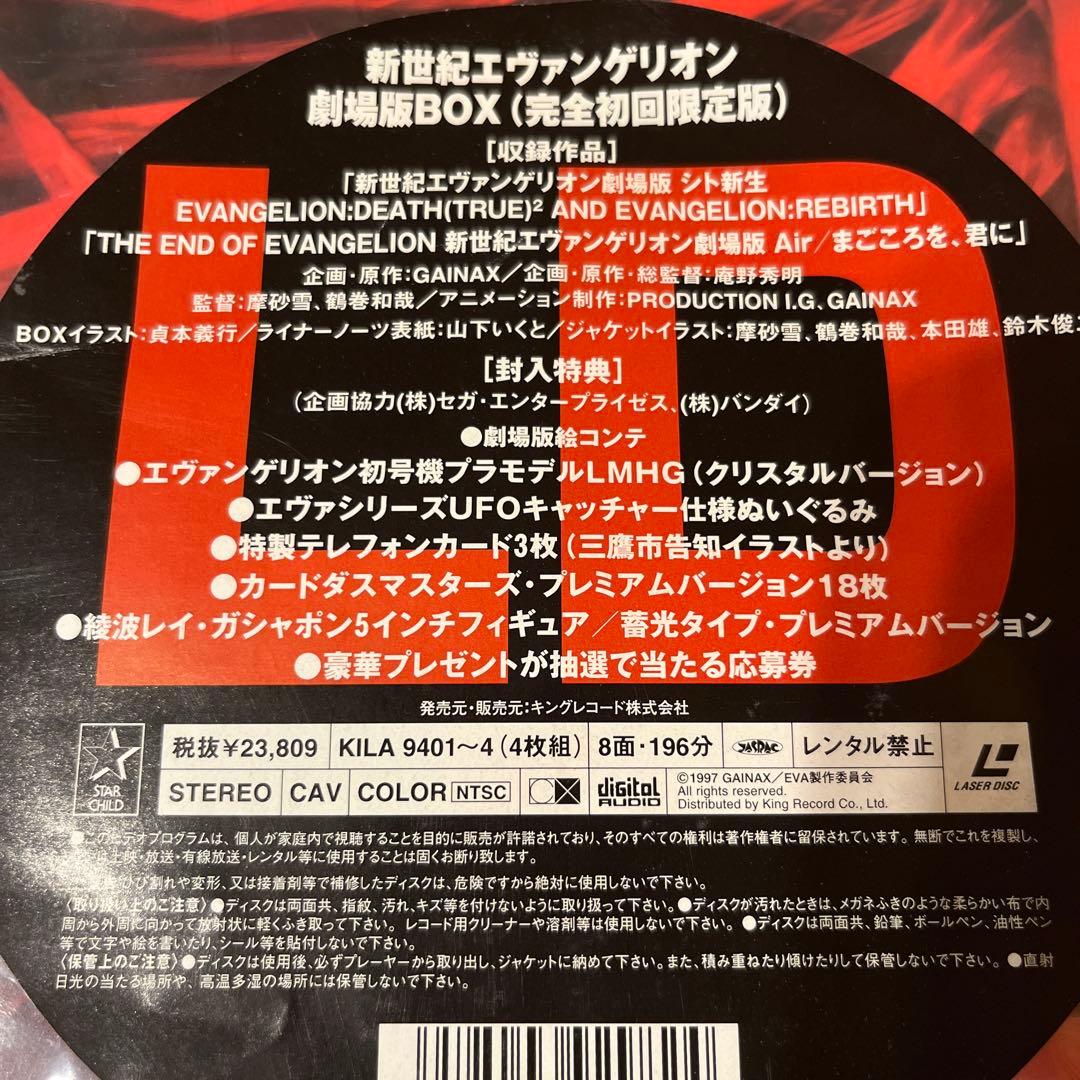 新世紀エヴァンゲリオン
劇場版BOX(完全初回限定版)
[収録作品]
「新世紀エヴァンゲリオン劇場版 シト新生
EVANGELION:DEATH(TRUE)² AND EVANGELION:REBIRTH」
「THE END OF EVANGELION 新世紀エヴァンゲリオン劇場版 Air/まごころを、君に」
企画・原作:GAINAX/企画・原作・総監督:庵野秀明
監督:摩砂雪、鶴巻和哉/アニメーション制作:PRODUCTION I.G、GAINAX
BOXイラスト:貞本義行/ライナーノーツ表紙:山下いくと/ジャケットイラスト:摩砂雪、鶴巻和哉、本田雄、鈴木俊二
[封入特典]
(企画協力(株)セガ・エンタープライゼス、(株)バンダイ)
●劇場版絵コンテ
●エヴァンゲリオン初号機プラモデルLMHG(クリスタルバージョン)
●エヴァシリーズUFOキャッチャー仕様ぬいぐるみ
●特製テレフォンカード3枚(三鷹市告知イラストより)
●カードダスマスターズ・プレミアムバージョン18枚
●綾波レイ・ガシャポン5インチフィギュア/蓄光タイプ・プレミアムバージョン
●豪華プレゼントが抽選で当たる応募券
LD
発売元・販売元:キングレコード株式会社
STAR CHILD
税抜¥23,809 KILA 9401〜4(4枚組) 8面・196分 JASRAC レンタル禁止
STEREO CAV COLOR NTSC digital AUDIO
©1997 GAINAX/EVA製作委員会
All rights reserved.
Distributed by King Record Co., Ltd.
LASER DISC
●このビデオプログラムは、個人が家庭内で視聴することを目的に販売が許諾されており、そのすべての権利は著作権者に留保されています。無断でこれを複製し、
上映・放送・有線放送・レンタル等に使用することは固くお断り致します。
ひび割れや変形、又は接着剤等で補修したディスクは、危険ですから絶対に使用しないで下さい。
〈取り扱い上のご注意〉●ディスクは両面共、指紋、汚れ、キズ等を付けないように取り扱って下さい。●ディスクが汚れたときは、メガネふきのような柔らかい布で内
周から外周に向かって放射状に軽くふき取って下さい。レコード用クリーナーや溶剤等は使用しないで下さい。●ディスクは両面共、鉛筆、ボールペン、油性ペン
等で文字や絵を書いたり、シール等を貼付しないで下さい。
〈保管上のご注意〉●ディスクは使用後、必ずプレーヤーから取り出し、ジャケットに納めて下さい。また、積み重ねたり傾けたりして保管しないで下さい。●直射
日光の当たる場所や、高温多湿の場所には保管しないで下さい。